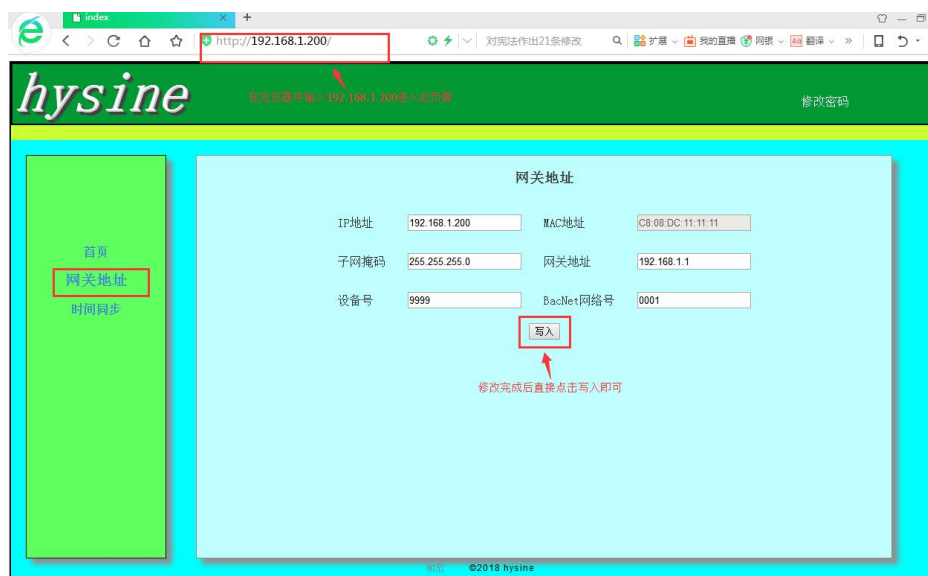 index
http://192.168.1.200/
对宪法作出21条修改
扩展
我的直播
网银
翻译
hysine
在浏览器中输入192.168.1.200进入此页面
修改密码
首页
网关地址
时间同步
网关地址
IP地址 192.168.1.200 MAC地址 C8:08:DC:11:11:11
子网掩码 255.255.255.0 网关地址 192.168.1.1
设备号 9999 BacNet网络号 0001
写入
修改完成后直接点击写入即可
©2018 hysine